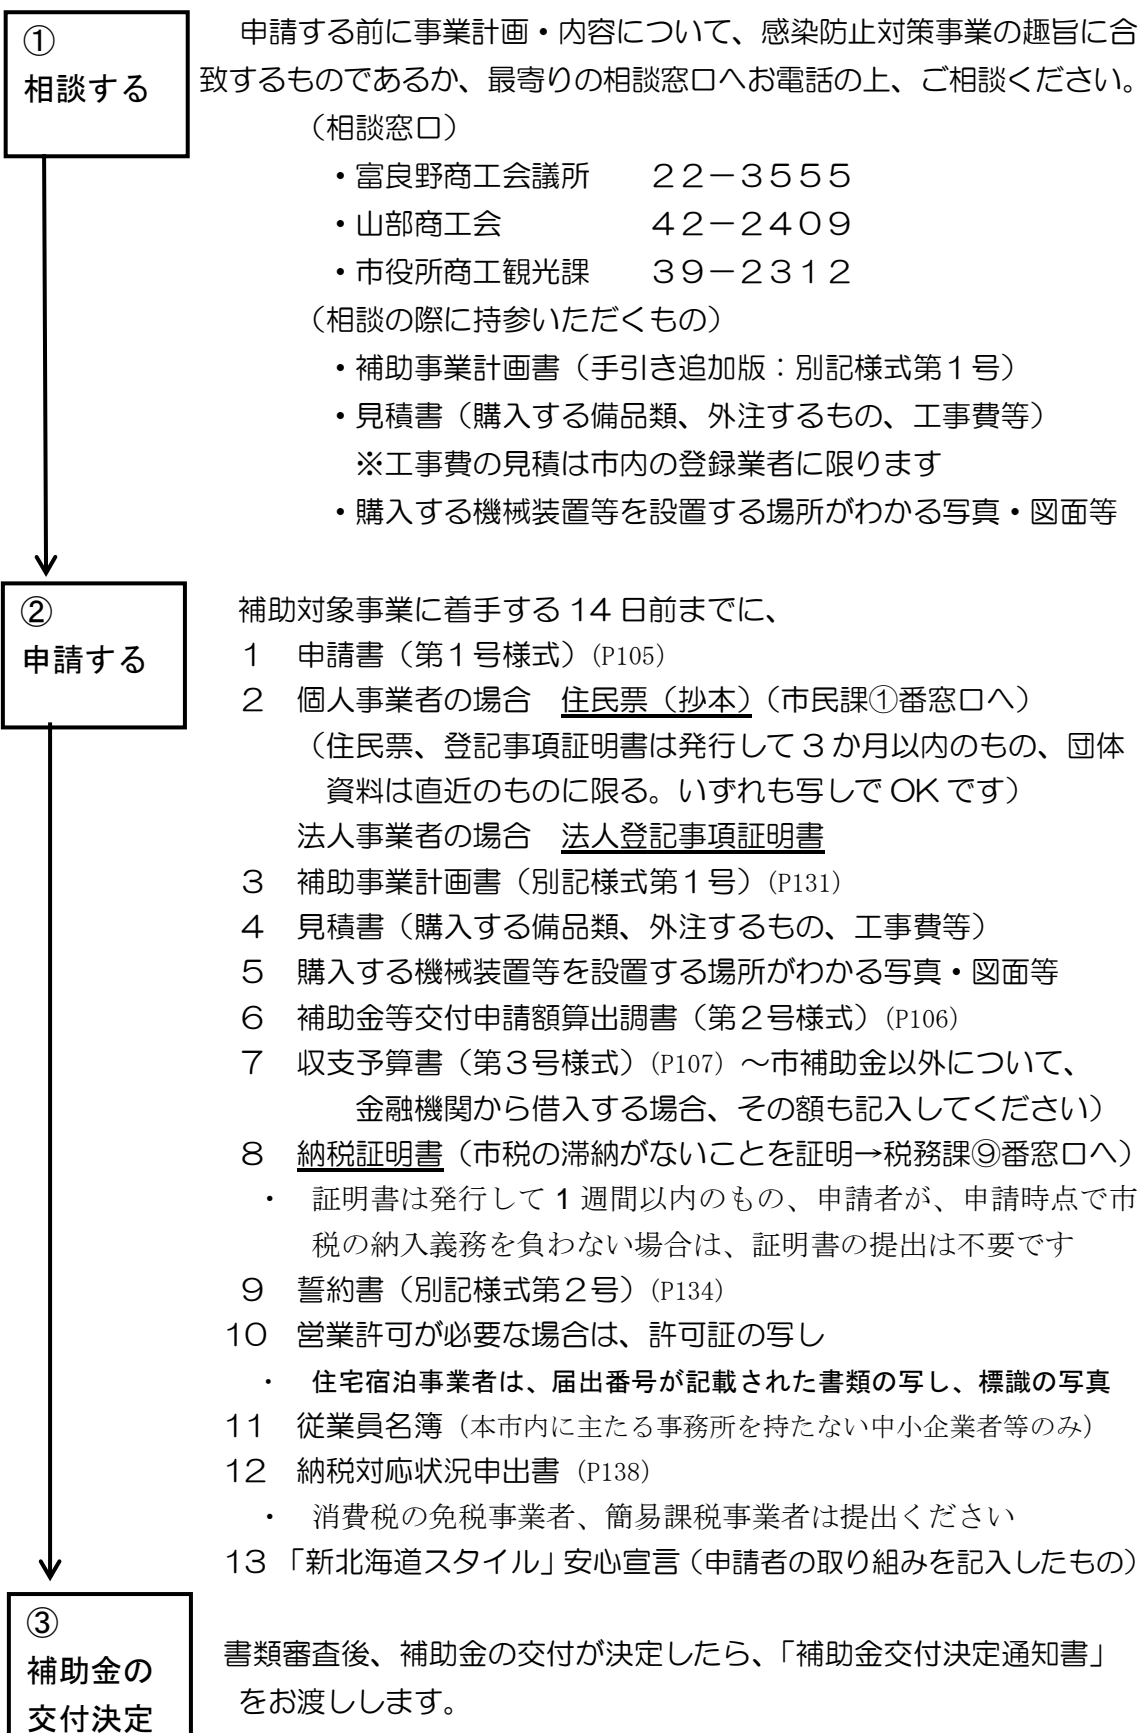 ①
相談する
申請する前に事業計画・内容について、感染防止対策事業の趣旨に合
致するものであるか、最寄りの相談窓口へお電話の上、ご相談ください。
（相談窓口）
・富良野商工会議所　　２２－３５５５
・山部商工会　　　　　４２－２４０９
・市役所商工観光課　　３９－２３１２
（相談の際に持参いただくもの）
・補助事業計画書（手引き追加版：別記様式第１号）
・見積書（購入する備品類、外注するもの、工事費等）
※工事費の見積は市内の登録業者に限ります
・購入する機械装置等を設置する場所がわかる写真・図面等
②
申請する
補助対象事業に着手する 14 日前までに、
１　申請書（第１号様式）(P105)
２　個人事業者の場合　住民票（抄本）（市民課①番窓口へ）
（住民票、登記事項証明書は発行して３か月以内のもの、団体
資料は直近のものに限る。いずれも写しで OK です）
法人事業者の場合　法人登記事項証明書
３　補助事業計画書（別記様式第１号）(P131)
４　見積書（購入する備品類、外注するもの、工事費等）
５　購入する機械装置等を設置する場所がわかる写真・図面等
６　補助金等交付申請額算出調書（第２号様式）(P106)
７　収支予算書（第３号様式）(P107) ～市補助金以外について、
金融機関から借入する場合、その額も記入してください）
８　納税証明書（市税の滞納がないことを証明→税務課⑨番窓口へ）
・　証明書は発行して 1 週間以内のもの、申請者が、申請時点で市
税の納入義務を負わない場合は、証明書の提出は不要です
９　誓約書（別記様式第２号）(P134)
10　営業許可が必要な場合は、許可証の写し
・　住宅宿泊事業者は、届出番号が記載された書類の写し、標識の写真
11　従業員名簿（本市内に主たる事務所を持たない中小企業者等のみ）
12　納税対応状況申出書 (P138)
・　消費税の免税事業者、簡易課税事業者は提出ください
13 「新北海道スタイル」安心宣言（申請者の取り組みを記入したもの）
③
補助金の
交付決定
書類審査後、補助金の交付が決定したら、「補助金交付決定通知書」
をお渡しします。